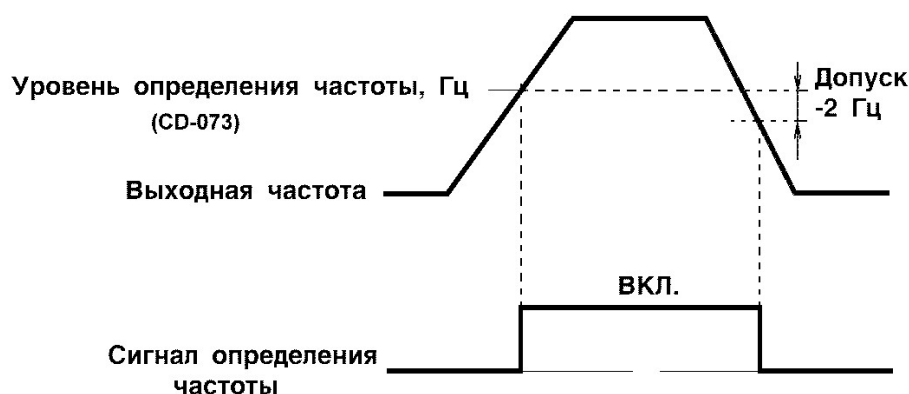 Уровень определения частоты, Гц
(CD-073)
Допуск
-2 Гц
Выходная частота
ВКЛ.
Сигнал определения
частоты